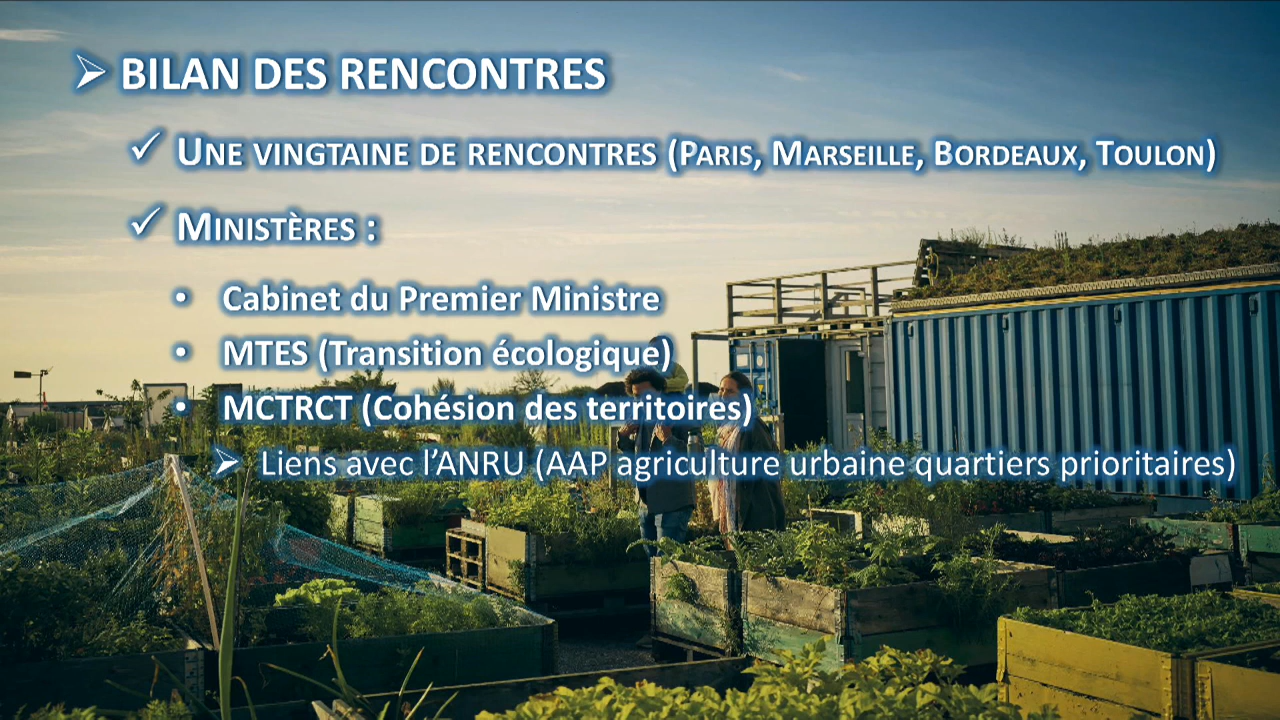 ➢ BILAN DES RENCONTRES
✓ UNE VINGTAINE DE RENCONTRES (PARIS, MARSEILLE, BORDEAUX, TOULON)
✓ MINISTÈRES :
• Cabinet du Premier Ministre
• MTES (Transition écologique)
• MCTRCT (Cohésion des territoires)
➢ Liens avec l’ANRU (AAP agriculture urbaine quartiers prioritaires)